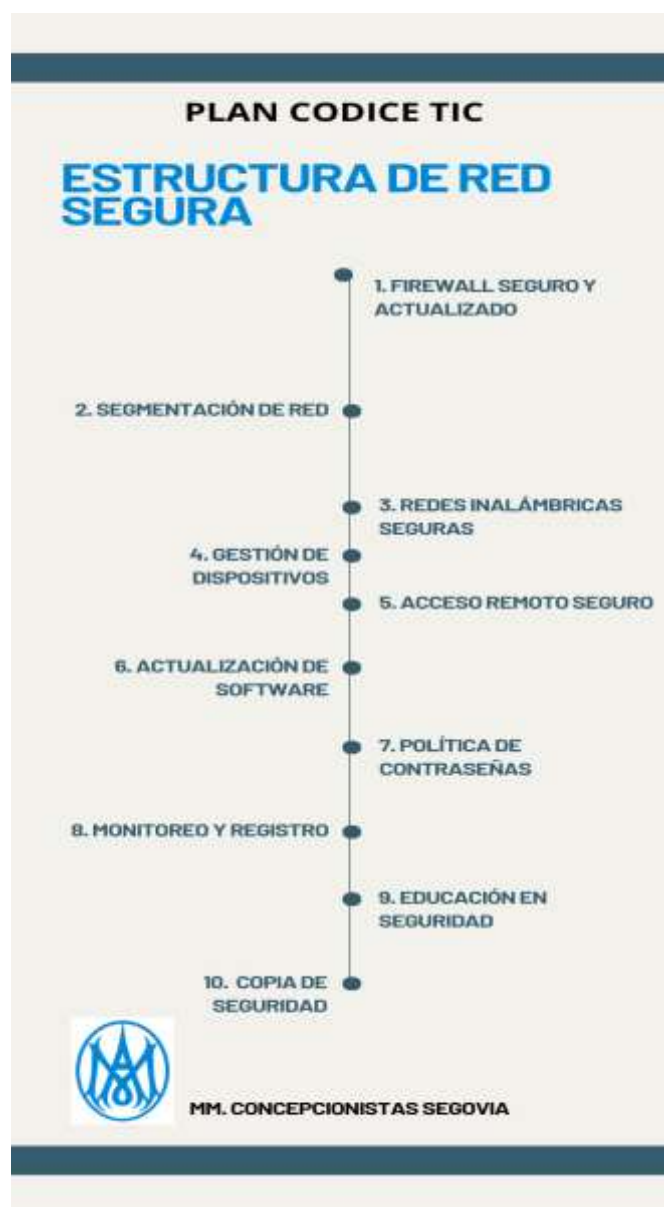 PLAN CODICE TIC
ESTRUCTURA DE RED
SEGURA
1. FIREWALL SEGURO Y
ACTUALIZADO
2. SEGMENTACIÓN DE RED
3. REDES INALÁMBRICAS
SEGURAS
4. GESTIÓN DE
DISPOSITIVOS
5. ACCESO REMOTO SEGURO
6. ACTUALIZACIÓN DE
SOFTWARE
7. POLÍTICA DE
CONTRASEÑAS
8. MONITOREO Y REGISTRO
9. EDUCACIÓN EN
SEGURIDAD
10. COPIA DE
SEGURIDAD
MM. CONCEPCIONISTAS SEGOVIA